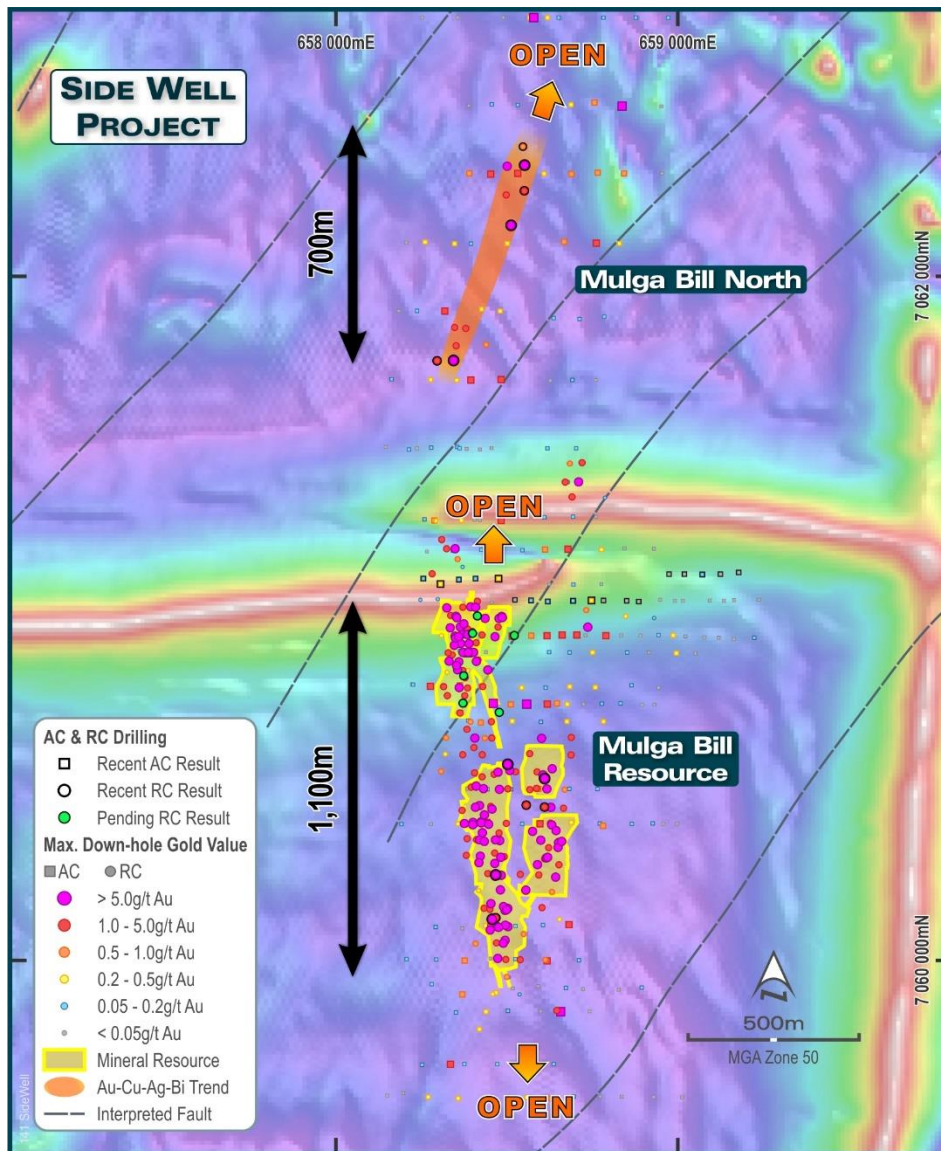 658 000mE
659 000mE
SIDE WELL
PROJECT
OPEN
700m
Mulga Bill North
7 062 000mN
OPEN
Mulga Bill
Resource
1,100m
AC & RC Drilling
Recent AC Result
Recent RC Result
Pending RC Result
Max. Down-hole Gold Value
AC RC
> 5.0g/t Au
1.0 - 5.0g/t Au
0.5 - 1.0g/t Au
0.2 - 0.5g/t Au
0.05 - 0.2g/t Au
< 0.05g/t Au
Mineral Resource
Au-Cu-Ag-Bi Trend
Interpreted Fault
7 060 000mN
N
500m
MGA Zone 50
OPEN
141 SideWell